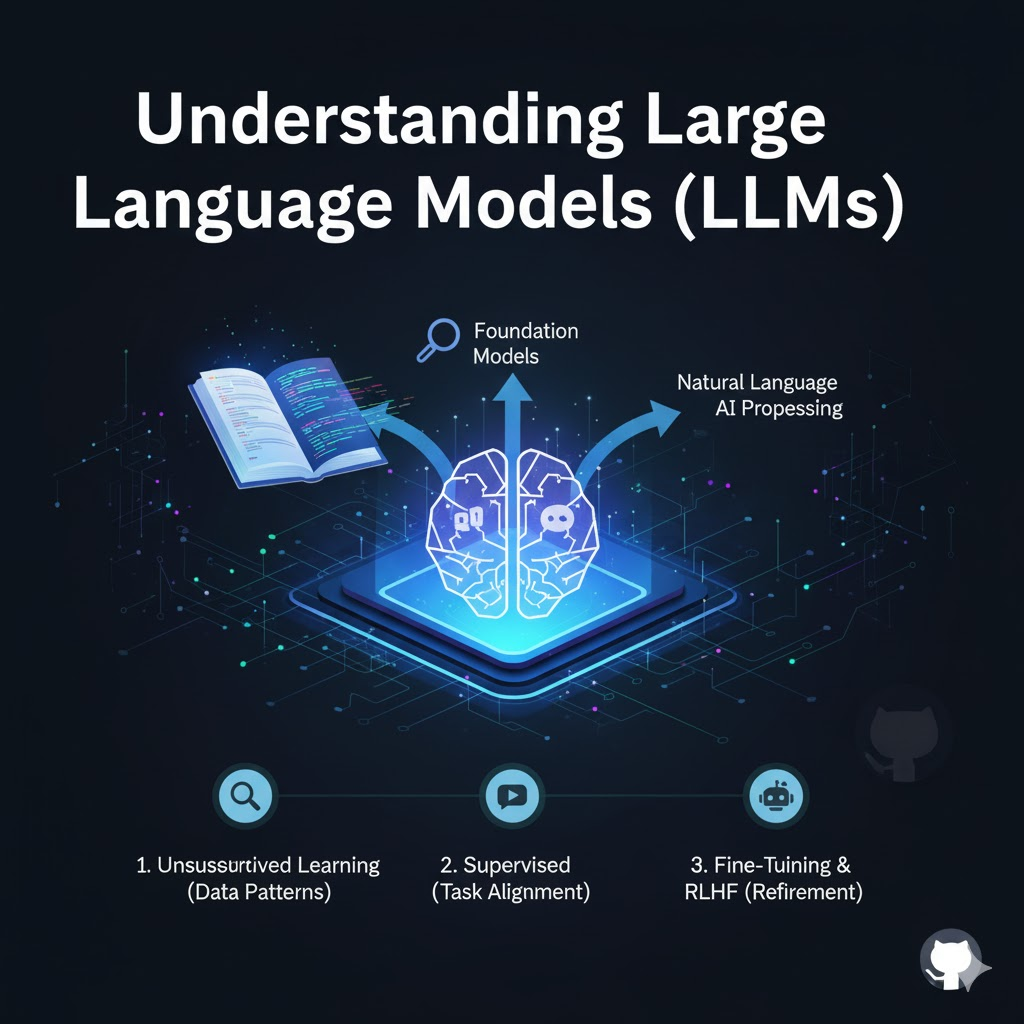 Understanding Large
Language Models (LLMs)
Foundation
Models
Natural Language
AI Propessing
1. Unsussurtived Learning
(Data Patterns)
2. Supervised
(Task Alignment)
3. Fine-Tuining &
RLHF (Refirement)